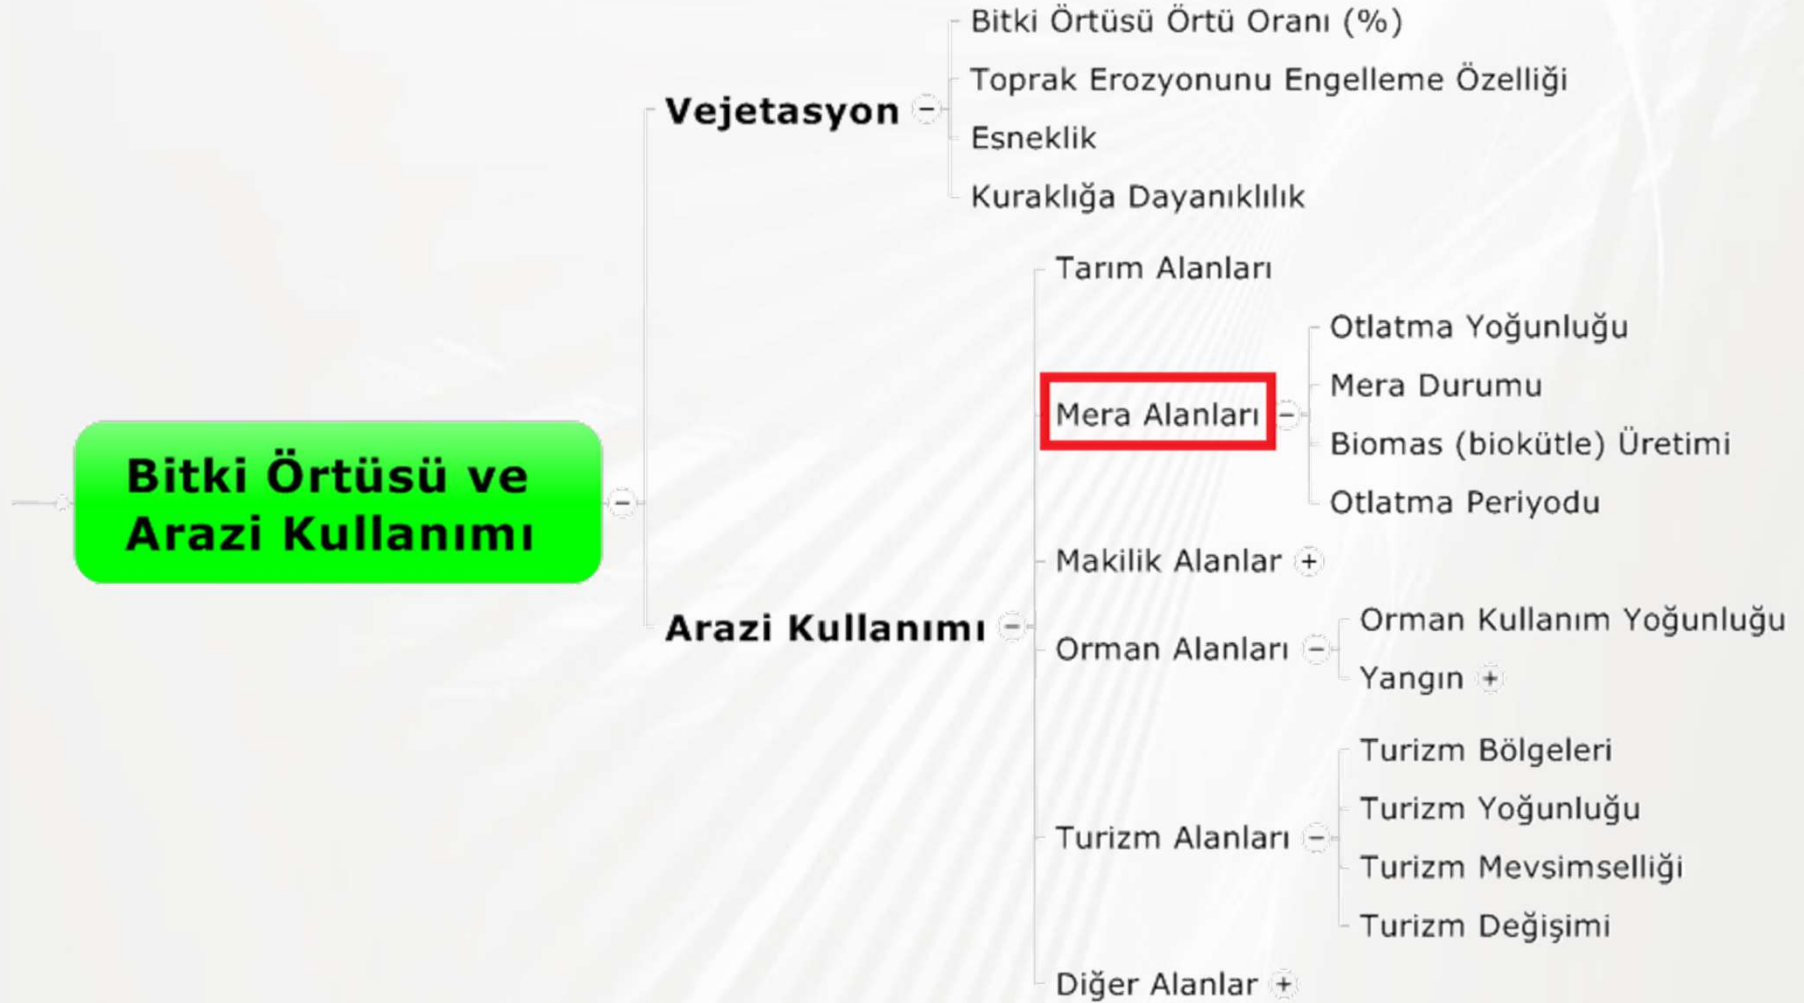 Bitki Örtüsü ve
Arazi Kullanımı
Vejetasyon
Bitki Örtüsü Örtü Oranı (%)
Toprak Erozyonunu Engelleme Özelliği
Esneklik
Kuraklığa Dayanıklılık
Arazi Kullanımı
Tarım Alanları
Mera Alanları
Otlatma Yoğunluğu
Mera Durumu
Biomas (biokütle) Üretimi
Otlatma Periyodu
Makilik Alanlar
Orman Alanları
Orman Kullanım Yoğunluğu
Yangın
Turizm Alanları
Turizm Bölgeleri
Turizm Yoğunluğu
Turizm Mevsimselliği
Turizm Değişimi
Diğer Alanlar